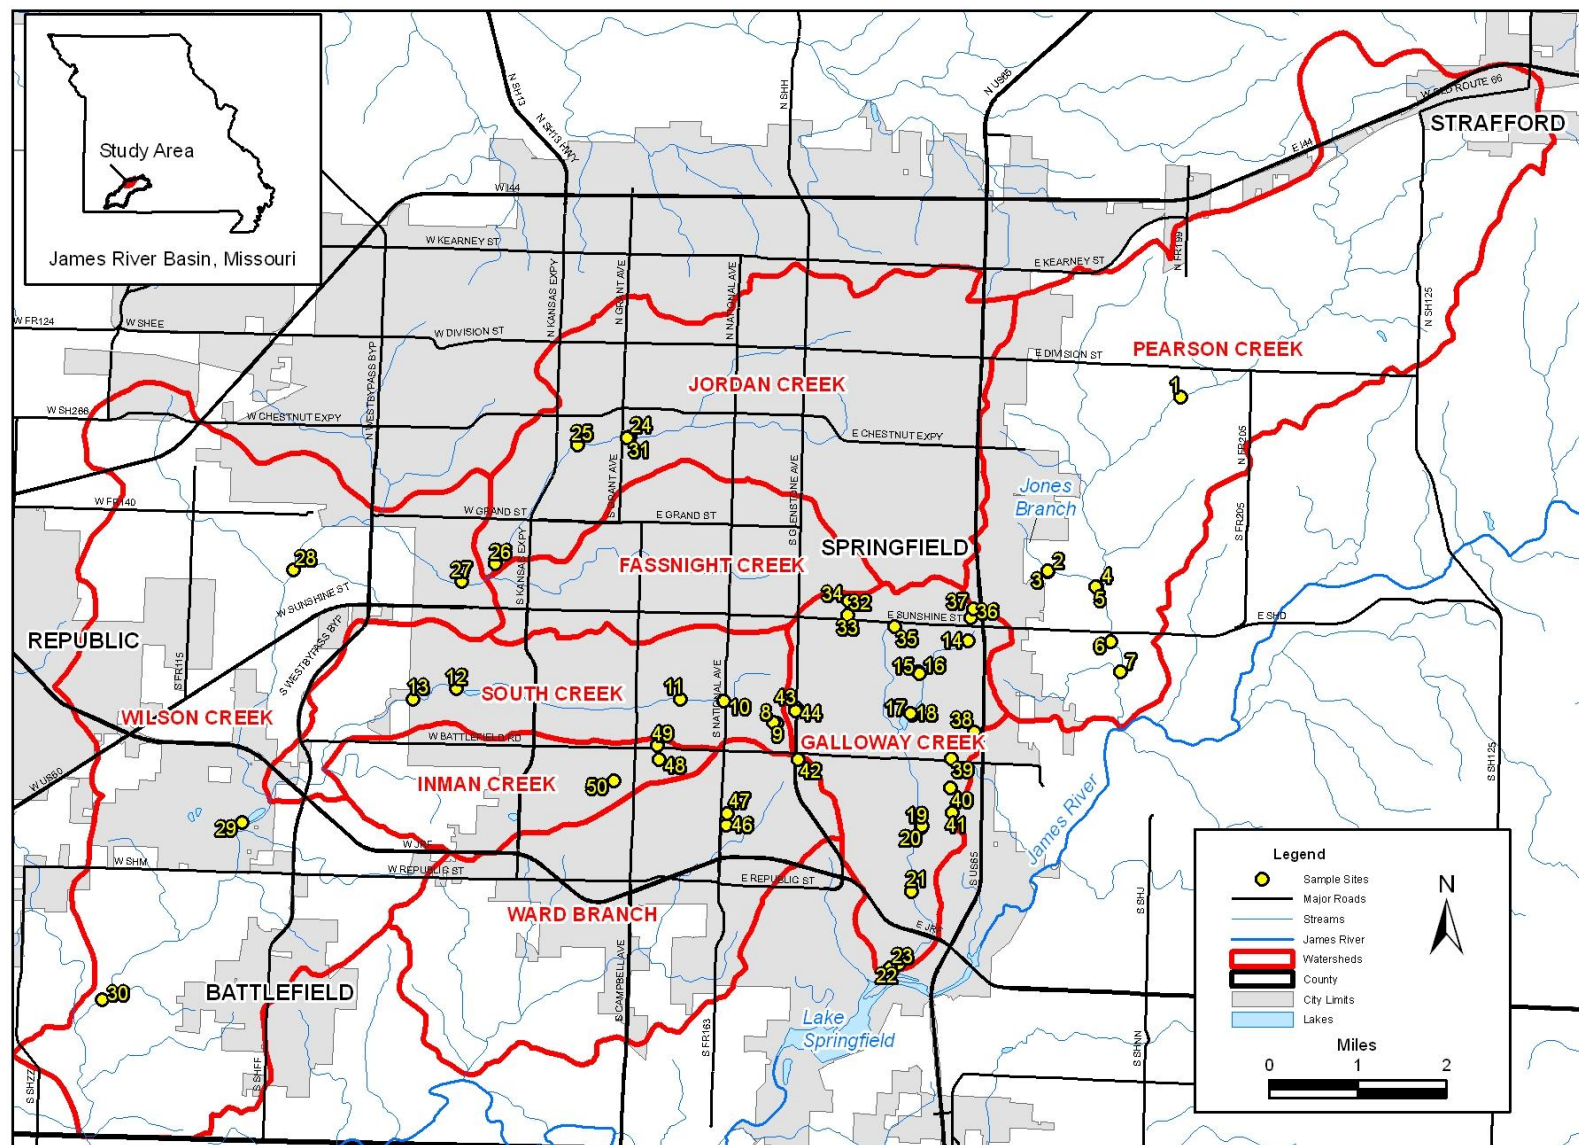 Study Area
James River Basin, Missouri
N SH13
N SH13 HWY
N SHH
N US65
W OLD ROUTE 66
STRAFFORD
E I44
W I44
W KEARNEY ST
E KEARNEY ST
N FR199
N KANSAS EXPY
N GRANT AVE
N NATIONAL AVE
N SH125
W FR124
W SHEE
W DIVISION ST
E DIVISION ST
PEARSON CREEK
N WESTBYPASS BYP
JORDAN CREEK
1
W SH266
W CHESTNUT EXPY
E CHESTNUT EXPY
25
24
31
N FR205
S GRANT AVE
S GLENSTONE AVE
Jones
Branch
W FR140
W GRAND ST
E GRAND ST
S FR205
SPRINGFIELD
28
26
27
FASSNIGHT CREEK
S KANSAS EXPY
2
3
4
5
34
32
33
37
36
W SUNSHINE ST
E SUNSHINE ST
E SHD
REPUBLIC
S WESTBYPASS BYP
S FR115
35
14
6
7
15
16
13
12
SOUTH CREEK
11
10
S NATIONAL AVE
43
8
44
9
17
18
38
WILSON CREEK
W BATTLEFIELD RD
49
48
GALLOWAY CREEK
42
39
S SH125
W US60
INMAN CREEK
50
40
James River
47
46
19
41
20
29
W JRF
W SHM
W REPUBLIC ST
E REPUBLIC ST
21
S US65
S SHJ
WARD BRANCH
E JRF
23
22
30
BATTLEFIELD
S CAMPBELL AVE
S FR163
Lake
Springfield
S SHZZ
S SHFF
S SHNN
Legend
Sample Sites
Major Roads
Streams
James River
Watersheds
County
City Limits
Lakes
N
Miles
0 1 2